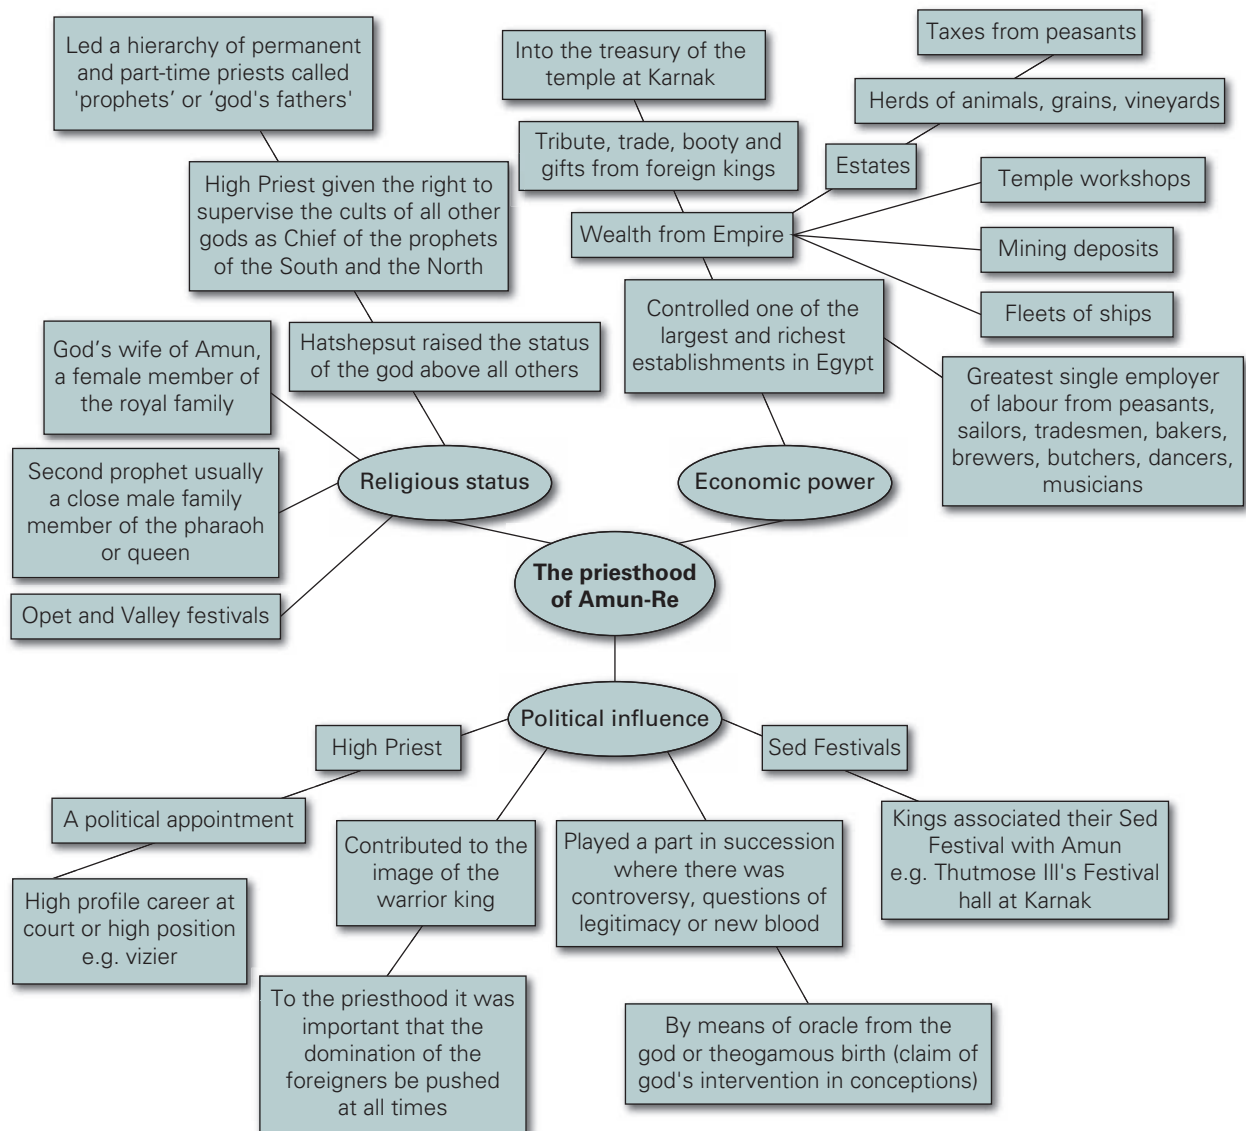 Led a hierarchy of permanent
and part-time priests called
'prophets' or ‘god's fathers'
High Priest given the right to
supervise the cults of all other
gods as Chief of the prophets
of the South and the North
Hatshepsut raised the status
of the god above all others
God’s wife of Amun,
a female member of
the royal family
Second prophet usually
a close male family
member of the pharaoh
or queen
Opet and Valley festivals
Religious status
Into the treasury of the
temple at Karnak
Tribute, trade, booty and
gifts from foreign kings
Wealth from Empire
Taxes from peasants
Herds of animals, grains, vineyards
Estates
Temple workshops
Mining deposits
Fleets of ships
Controlled one of the
largest and richest
establishments in Egypt
Greatest single employer
of labour from peasants,
sailors, tradesmen, bakers,
brewers, butchers, dancers,
musicians
Economic power
The priesthood
of Amun-Re
Political influence
High Priest
A political appointment
High profile career at
court or high position
e.g. vizier
Contributed to the
image of the
warrior king
To the priesthood it was
important that the
domination of the
foreigners be pushed
at all times
Played a part in succession
where there was
controversy, questions of
legitimacy or new blood
By means of oracle from the
god or theogamous birth (claim of
god's intervention in conceptions)
Sed Festivals
Kings associated their Sed
Festival with Amun
e.g. Thutmose III's Festival
hall at Karnak